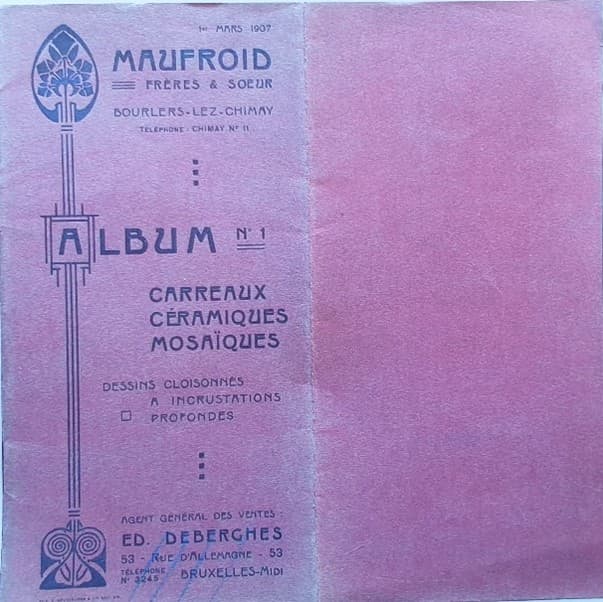 1er MARS 1907
MAUFROID
FRÈRES & SOEUR
BOURLERS-LEZ-CHIMAY
TÉLÉPHONE: CHIMAY Nº 11
ALBUM Nº 1
CARREAUX
CÉRAMIQUES
MOSAÏQUES
DESSINS CLOISONNÉS
A INCRUSTATIONS
PROFONDES
AGENT GÉNÉRAL DES VENTES:
ED. DEBERGHES
53 - RUE D'ALLEMAGNE - 53
TÉLÉPHONE
Nº 3245
BRUXELLES-MIDI